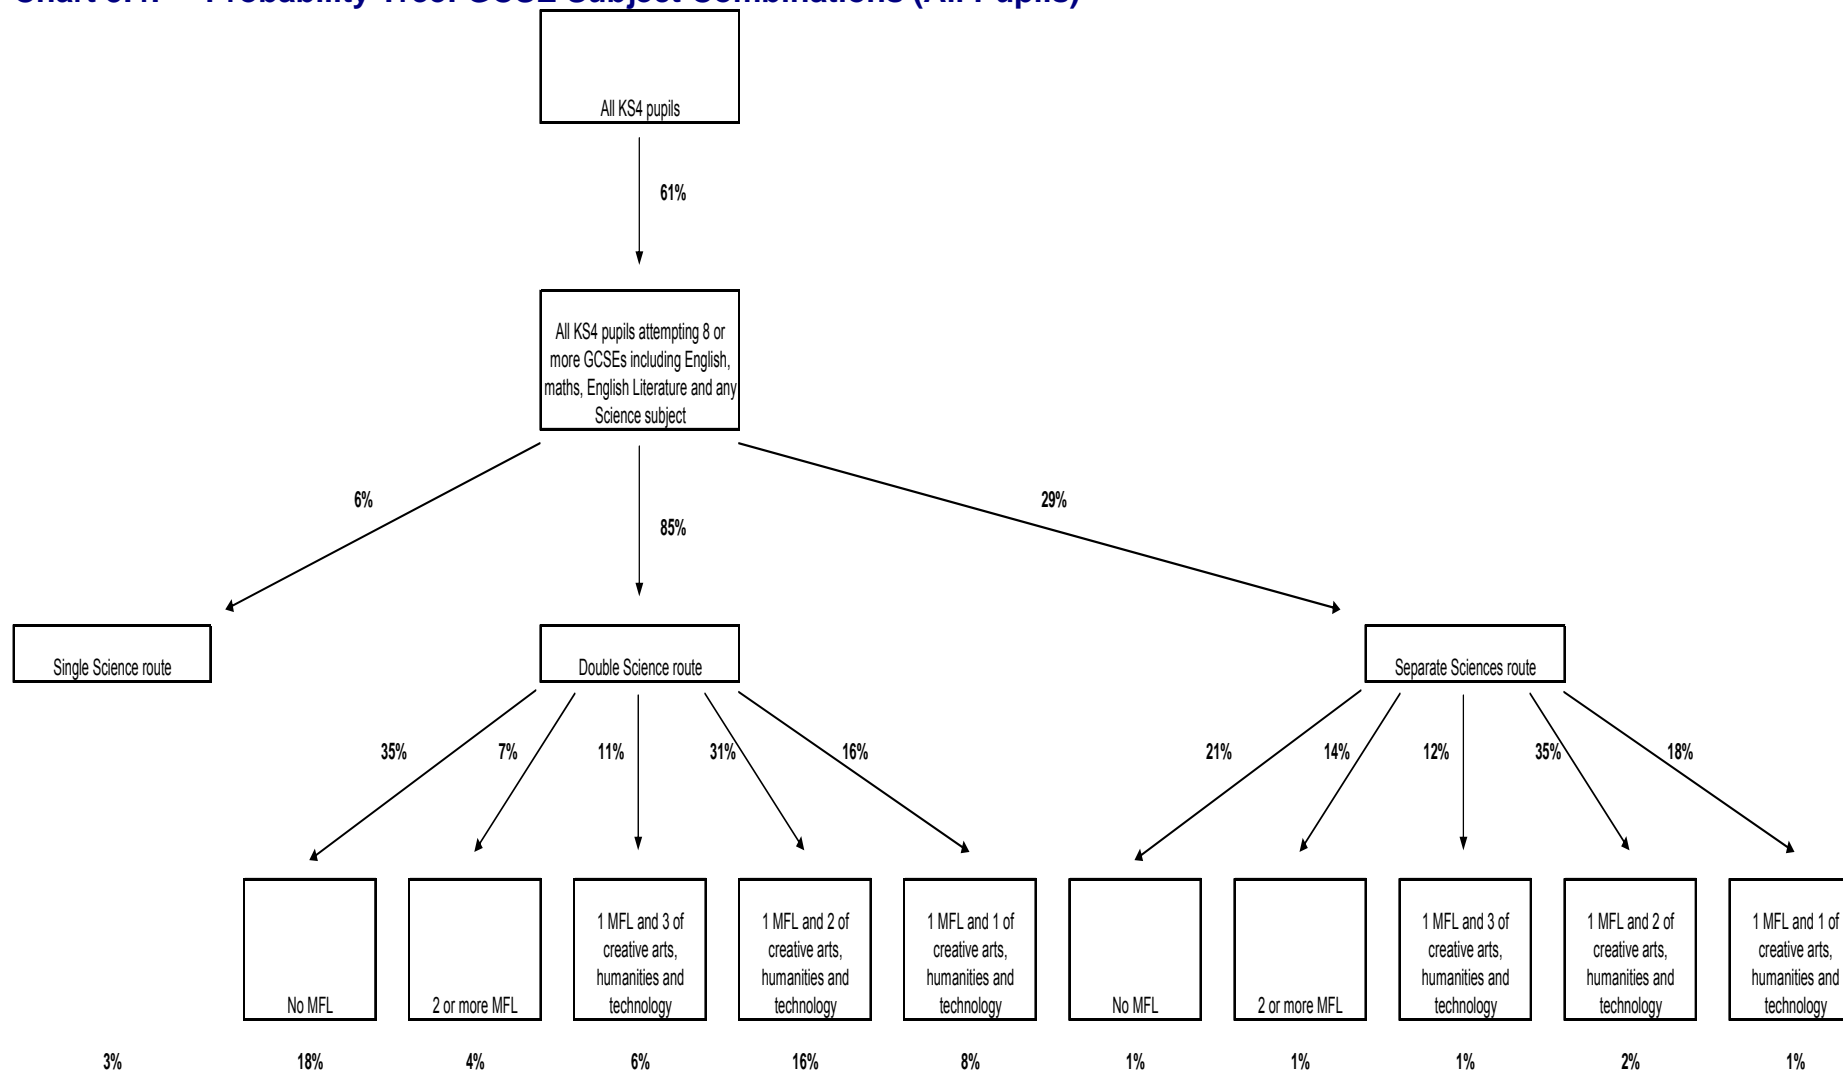 Probability Tree: GCSE Subject Combinations (All Pupils)
All KS4 pupils
61%
All KS4 pupils attempting 8 or
more GCSEs including English,
maths, English Literature and any
Science subject
6%
85%
29%
Single Science route
Double Science route
Separate Sciences route
35%
7%
11%
31%
16%
21%
14%
12%
35%
18%
No MFL
2 or more MFL
1 MFL and 3 of
creative arts,
humanities and
technology
1 MFL and 2 of
creative arts,
humanities and
technology
1 MFL and 1 of
creative arts,
humanities and
technology
No MFL
2 or more MFL
1 MFL and 3 of
creative arts,
humanities and
technology
1 MFL and 2 of
creative arts,
humanities and
technology
1 MFL and 1 of
creative arts,
humanities and
technology
3%
18%
4%
6%
16%
8%
1%
1%
1%
2%
1%